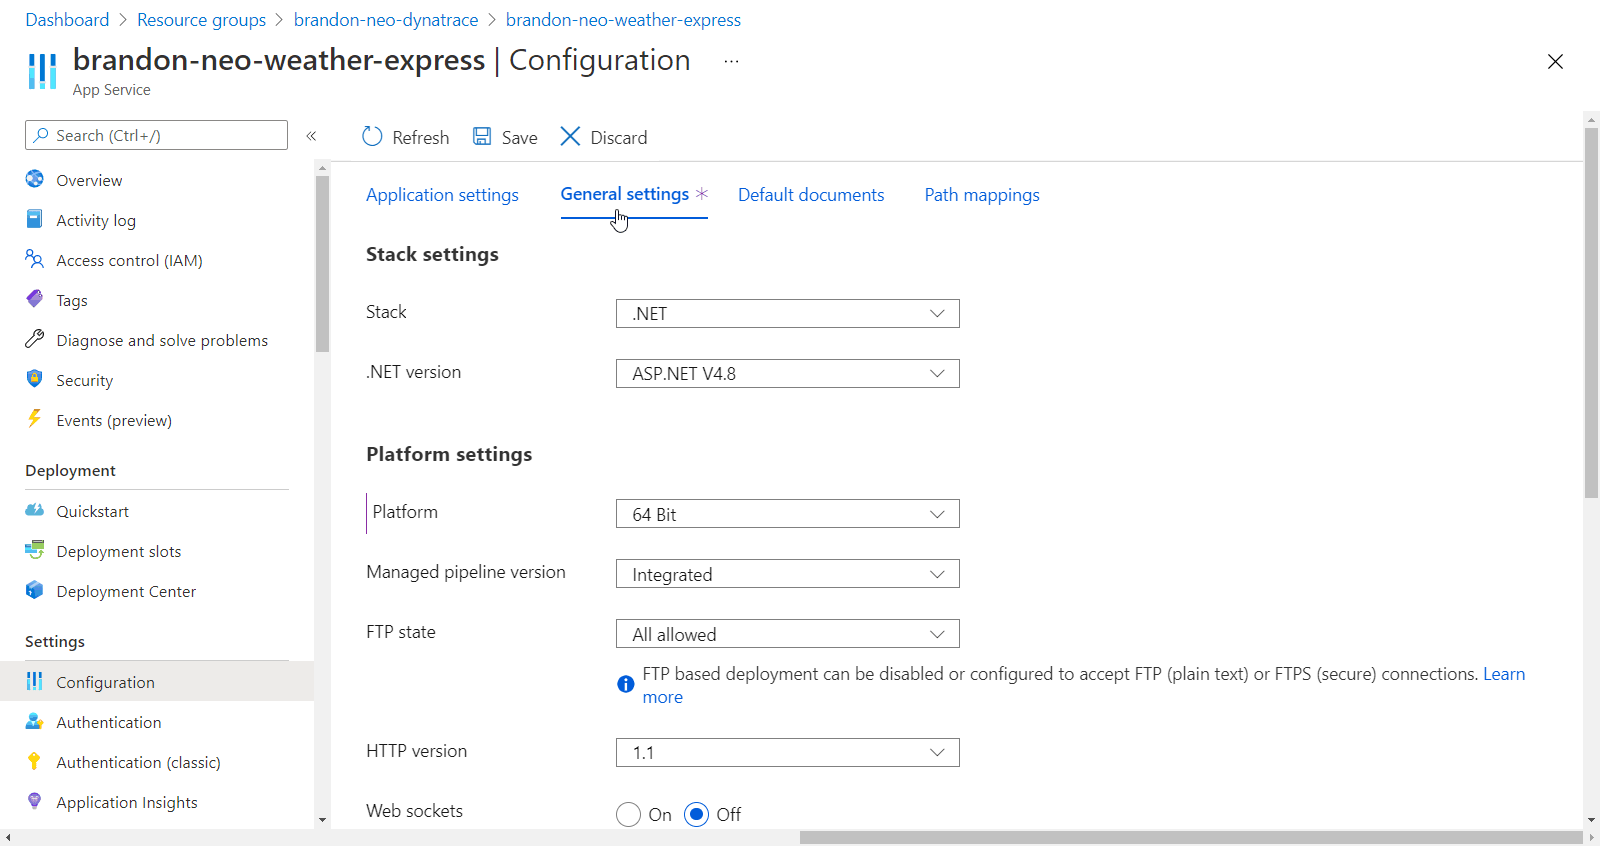 Dashboard > Resource groups > brandon-neo-dynatrace > brandon-neo-weather-express
brandon-neo-weather-express | Configuration ...
App Service
Search (Ctrl+/)
«
Overview
Activity log
Access control (IAM)
Tags
Diagnose and solve problems
Security
Events (preview)
Deployment
Quickstart
Deployment slots
Deployment Center
Settings
Configuration
Authentication
Authentication (classic)
Application Insights
Refresh Save Discard
Application settings General settings * Default documents Path mappings
Stack settings
Stack .NET
.NET version ASP.NET V4.8
Platform settings
Platform 64 Bit
Managed pipeline version Integrated
FTP state All allowed
FTP based deployment can be disabled or configured to accept FTP (plain text) or FTPS (secure) connections. Learn
more
HTTP version 1.1
Web sockets On Off